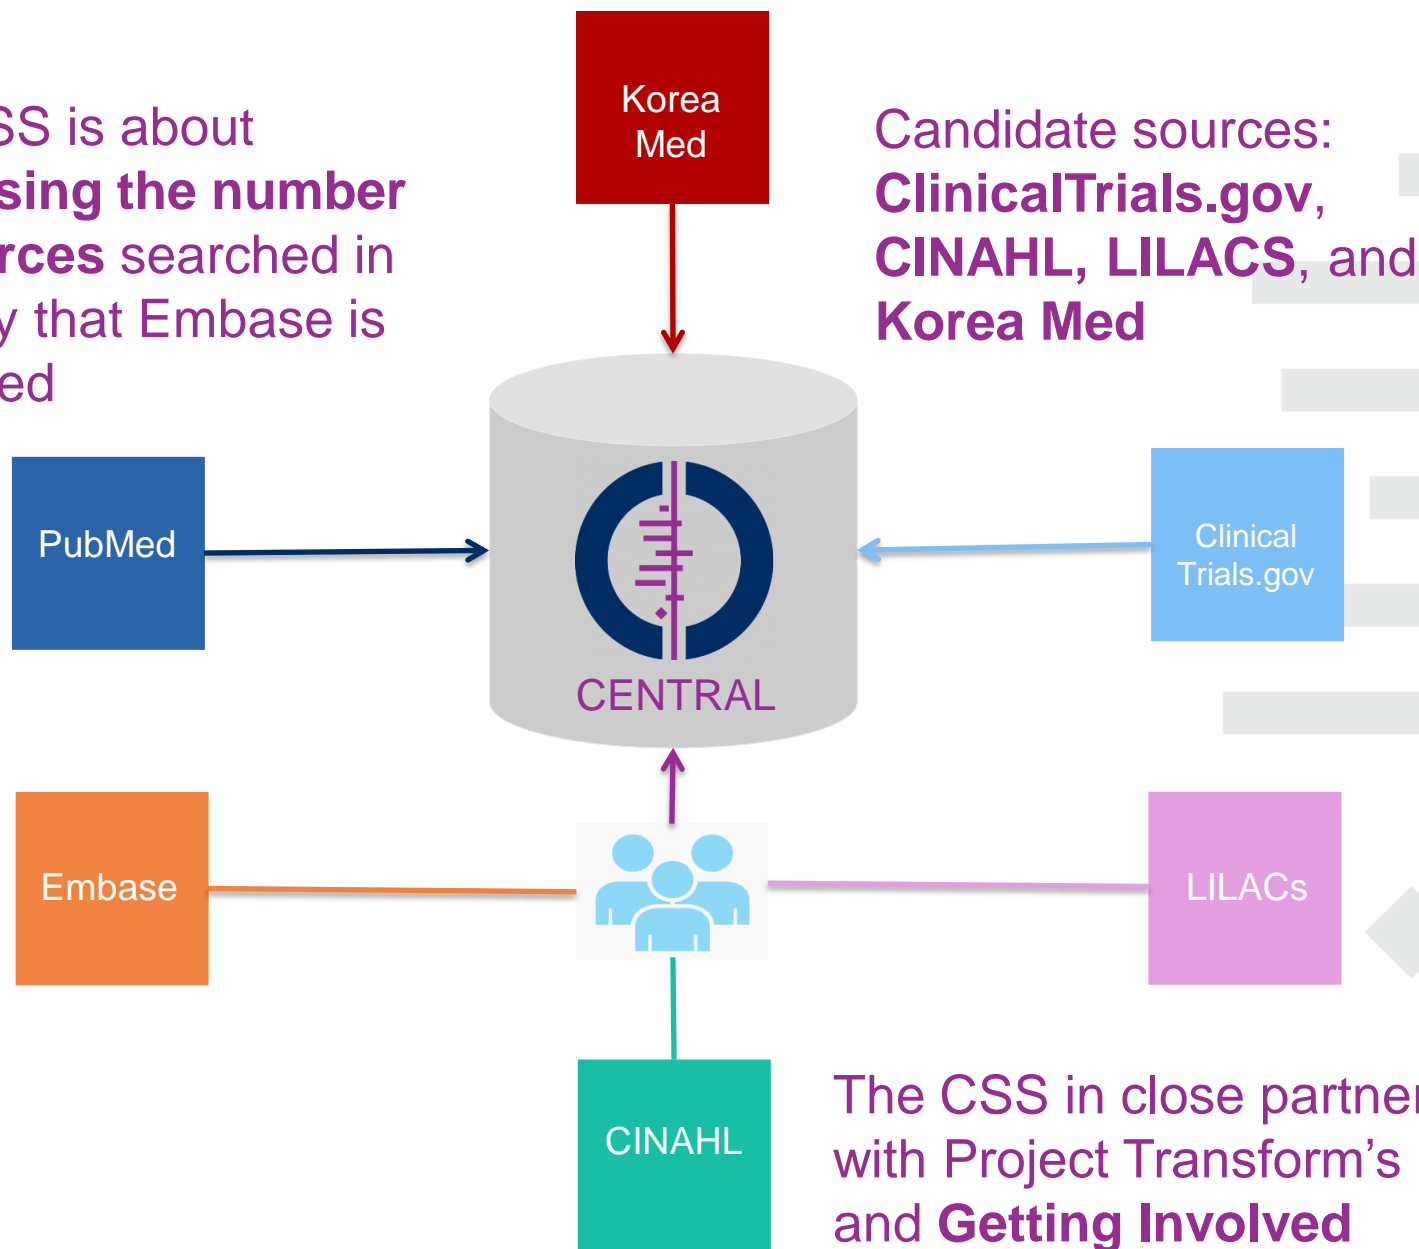 Korea
Med
SS is about
sing the number
rces searched in
y that Embase is
ed
Candidate sources:
ClinicalTrials.gov,
CINAHL, LILACS, and
Korea Med
PubMed
Clinical
Trials.gov
CENTRAL
Embase
LILACs
CINAHL
The CSS in close partner
with Project Transform's
and Getting Involved